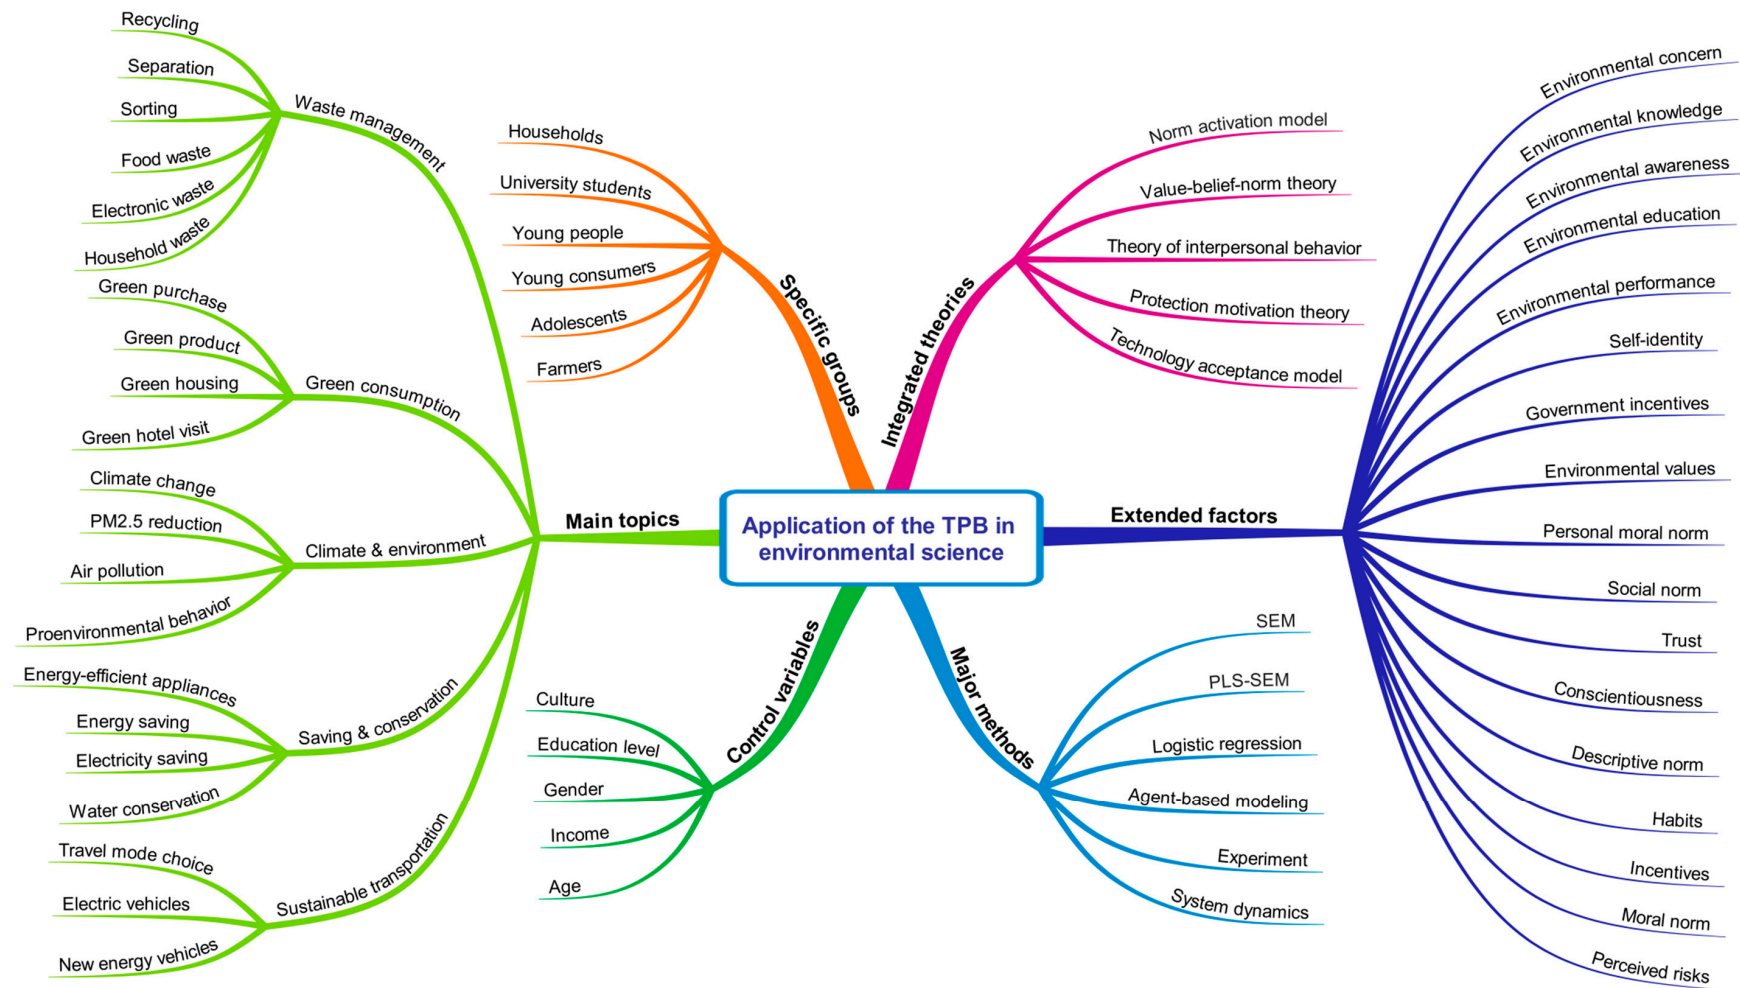 Recycling
Separation
Sorting
Food waste
Electronic waste
Household waste
Waste management
Green purchase
Green product
Green housing
Green hotel visit
Green consumption
Climate change
PM2.5 reduction
Air pollution
Proenvironmental behavior
Climate & environment
Energy-efficient appliances
Energy saving
Electricity saving
Water conservation
Saving & conservation
Travel mode choice
Electric vehicles
New energy vehicles
Sustainable transportation
Main topics
Households
University students
Young people
Young consumers
Adolescents
Farmers
Specific groups
Culture
Education level
Gender
Income
Age
Control variables
Application of the TPB in
environmental science
Integrated theories
Norm activation model
Value-belief-norm theory
Theory of interpersonal behavior
Protection motivation theory
Technology acceptance model
Major methods
SEM
PLS-SEM
Logistic regression
Agent-based modeling
Experiment
System dynamics
Extended factors
Environmental concern
Environmental knowledge
Environmental awareness
Environmental education
Environmental performance
Self-identity
Government incentives
Environmental values
Personal moral norm
Social norm
Trust
Conscientiousness
Descriptive norm
Habits
Incentives
Moral norm
Perceived risks